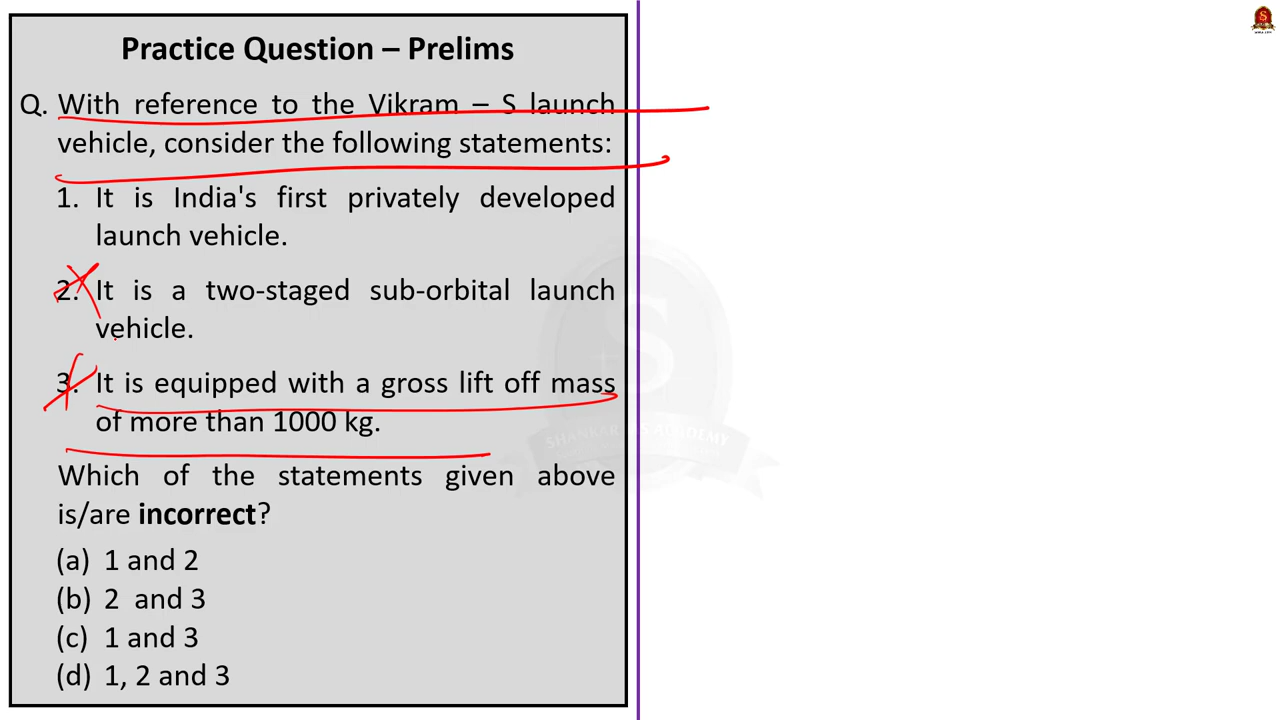 Practice Question – Prelims
Q. With reference to the Vikram – S launch
vehicle, consider the following statements:
1. It is India's first privately developed
launch vehicle.
2. It is a two-staged sub-orbital launch
vehicle.
3. It is equipped with a gross lift off mass
of more than 1000 kg.
Which of the statements given above
is/are incorrect?
(a) 1 and 2
(b) 2 and 3
(c) 1 and 3
(d) 1, 2 and 3
S
SHANKAR IAS ACADEMY